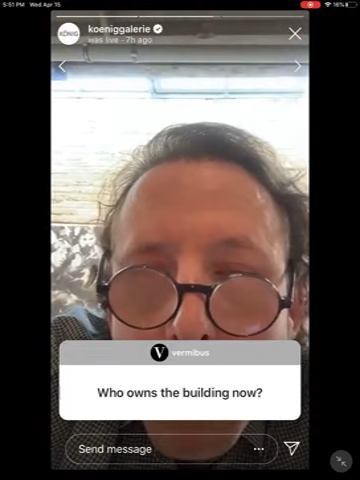 5:51 PM Wed Apr 15
16%
KÖNIG
koeniggalerie
was live · 7h ago
V vermibus
Who owns the building now?
Send message